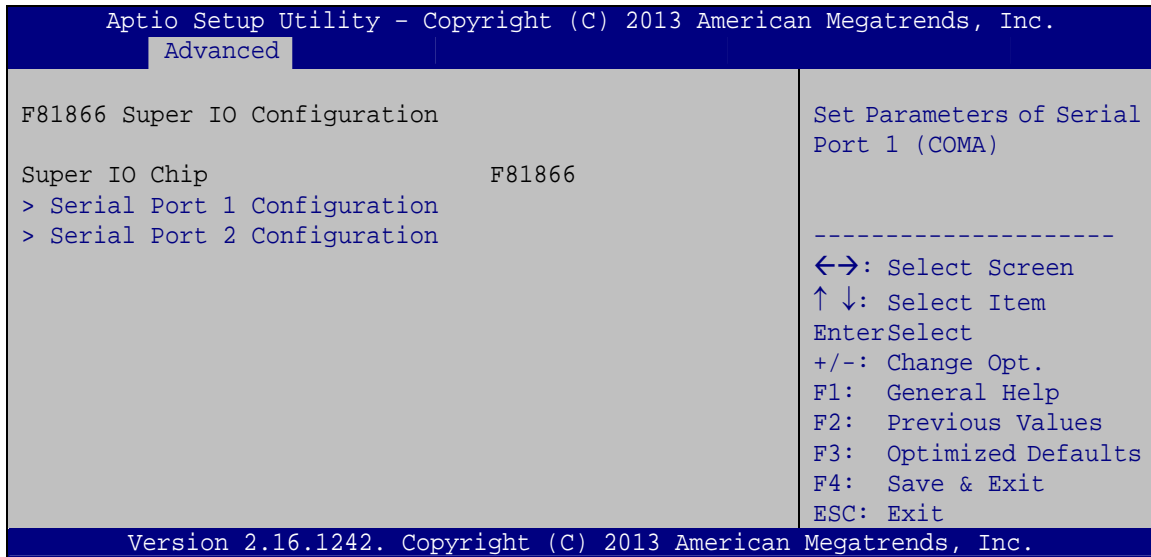 Aptio Setup Utility – Copyright (C) 2013 American Megatrends, Inc.
Advanced
F81866 Super IO Configuration
Super IO Chip F81866
> Serial Port 1 Configuration
> Serial Port 2 Configuration
Set Parameters of Serial
Port 1 (COMA)
---------------------
←→: Select Screen
↑ ↓: Select Item
EnterSelect
+/-: Change Opt.
F1: General Help
F2: Previous Values
F3: Optimized Defaults
F4: Save & Exit
ESC: Exit
Version 2.16.1242. Copyright (C) 2013 American Megatrends, Inc.